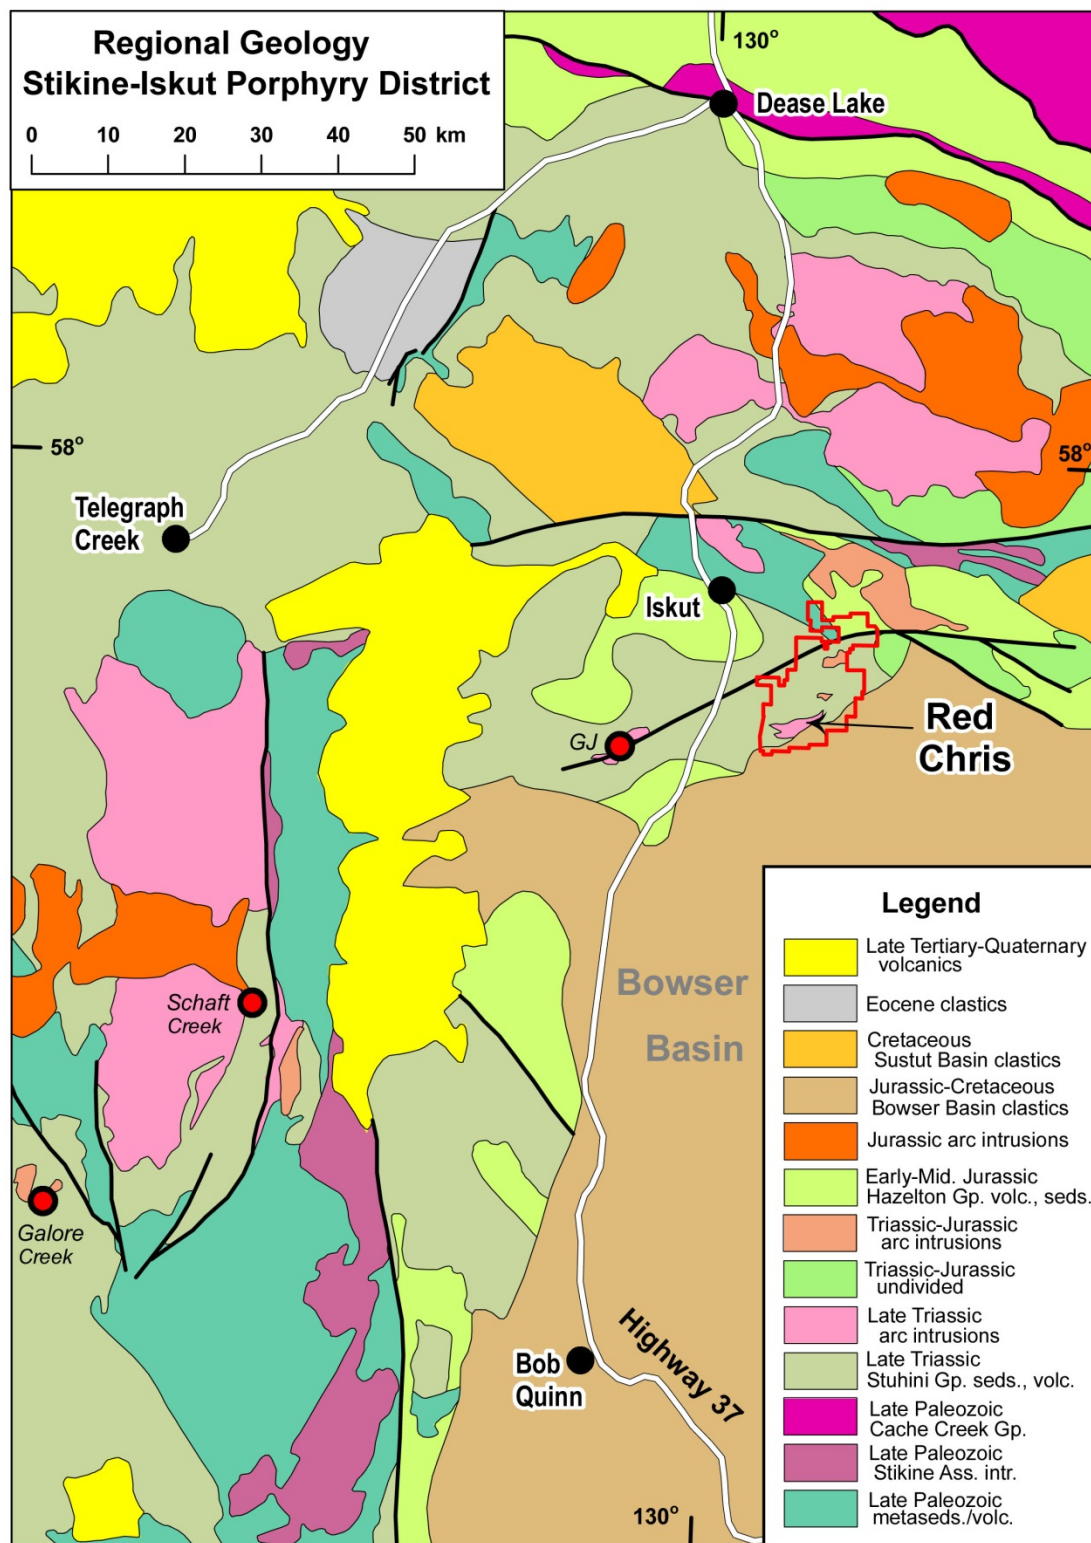 Regional Geology
Stikine-Iskut Porphyry District
0 10 20 30 40 50 km
130°
Dease Lake
58°
58°
Telegraph
Creek
Iskut
GJ
Red
Chris
Schaft
Creek
Bowser
Basin
Galore
Creek
Bob
Quinn
Highway 37
130°
Legend
Late Tertiary-Quaternary
volcanics
Eocene clastics
Cretaceous
Sustut Basin clastics
Jurassic-Cretaceous
Bowser Basin clastics
Jurassic arc intrusions
Early-Mid. Jurassic
Hazelton Gp. volc., seds.
Triassic-Jurassic
arc intrusions
Triassic-Jurassic
undivided
Late Triassic
arc intrusions
Late Triassic
Stuhini Gp. seds., volc.
Late Paleozoic
Cache Creek Gp.
Late Paleozoic
Stikine Ass. intr.
Late Paleozoic
metaseds./volc.